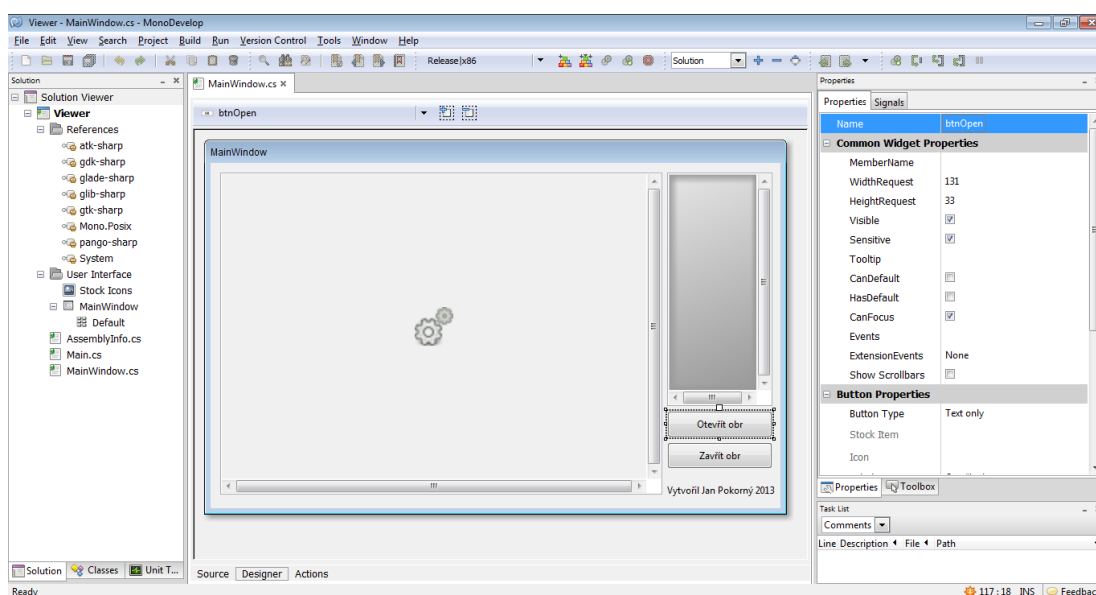 Viewer - MainWindow.cs - MonoDevelop
File Edit View Search Project Build Run Version Control Tools Window Help
Release|x86
Solution
Solution
MainWindow.cs
Properties
Solution Viewer
Viewer
References
atk-sharp
gdk-sharp
glade-sharp
glib-sharp
gtk-sharp
Mono.Posix
pango-sharp
System
User Interface
Stock Icons
MainWindow
Default
AssemblyInfo.cs
Main.cs
MainWindow.cs
Solution Classes Unit T...
btnOpen
MainWindow
Otevřít obr
Zavřít obr
Vytvořil Jan Pokorný 2013
Source Designer Actions
Properties Signals
Name btnOpen
Common Widget Properties
MemberName
WidthRequest 131
HeightRequest 33
Visible
Sensitive
Tooltip
CanDefault
HasDefault
CanFocus
Events
ExtensionEvents None
Show Scrollbars
Button Properties
Button Type Text only
Stock Item
Icon
Properties Toolbox
Task List
Comments
Line Description File Path
Ready
117 : 18 INS Feedbac